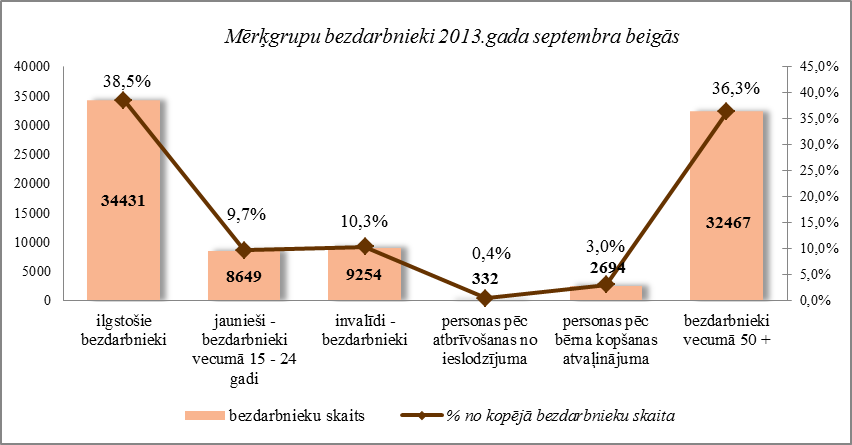 Mērķgrupu bezdarbnieki 2013.gada septembra beigās
40000
35000
30000
25000
20000
15000
10000
5000
0
45,0%
40,0%
35,0%
30,0%
25,0%
20,0%
15,0%
10,0%
5,0%
0,0%
38,5%
9,7%
10,3%
0,4%
3,0%
36,3%
34431
8649
9254
332
2694
32467
ilgstošie
bezdarbnieki
jaunieši -
bezdarbnieki
vecumā 15 - 24
gadi
invalīdi -
bezdarbnieki
personas pēc
atbrīvošanas no
ieslodzījuma
personas pēc
bērna kopšanas
atvaļinājuma
bezdarbnieki
vecumā 50 +
bezdarbnieku skaits
% no kopējā bezdarbnieku skaita